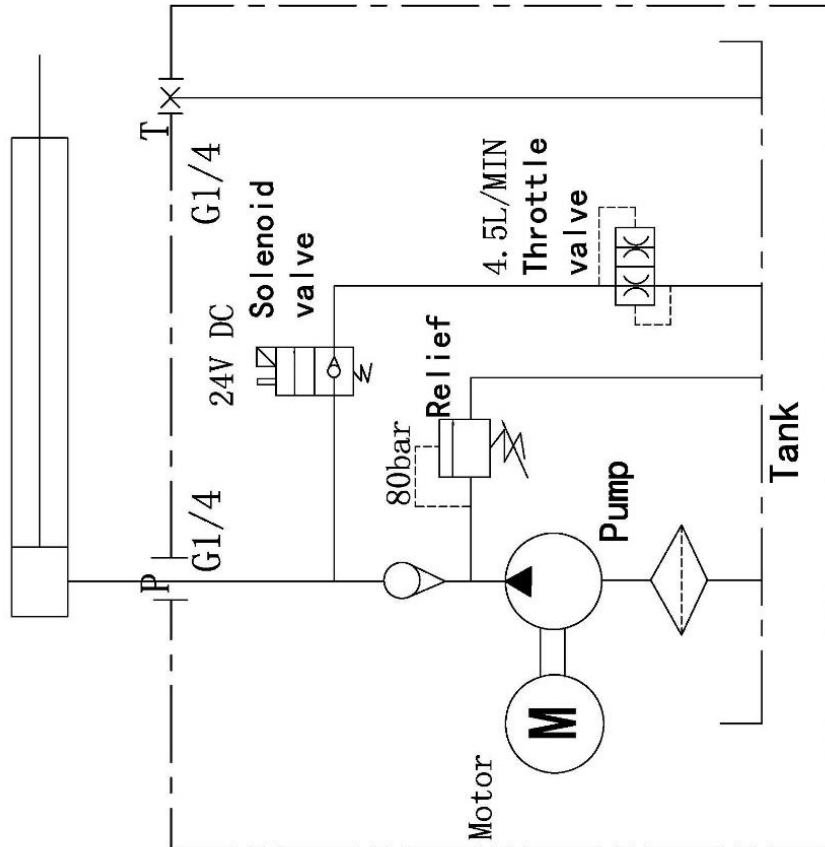 T
G1/4
24V DC
Solenoid
valve
4.5L/MIN
Throttle
valve
P
G1/4
80bar
Relief
Pump
Tank
M
Motor